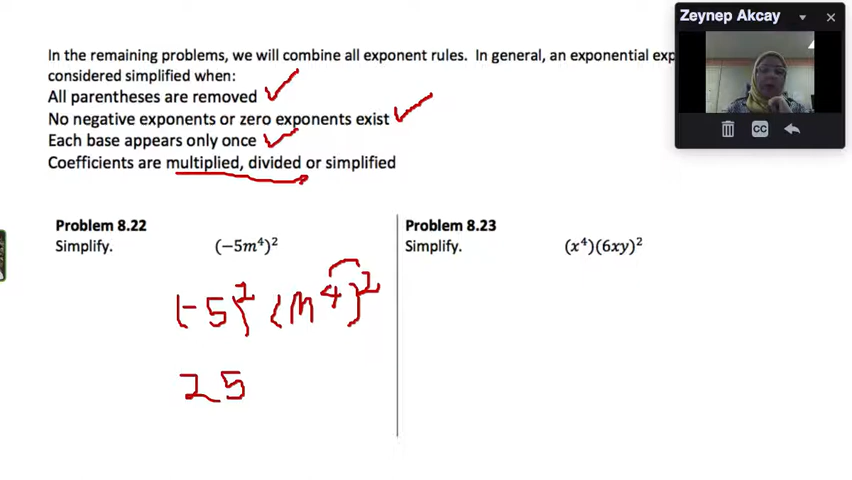 Zeynep Akcay
CC
In the remaining problems, we will combine all exponent rules. In general, an exponential exp
considered simplified when:
All parentheses are removed
No negative exponents or zero exponents exist
Each base appears only once
Coefficients are multiplied, divided or simplified
Problem 8.22
Simplify. (−5m⁴)²
(-5)² (m⁴)²
25
Problem 8.23
Simplify. (x⁴)(6xy)²